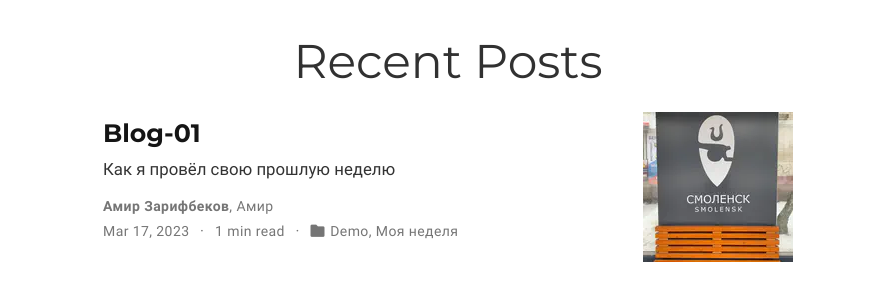 Recent Posts
Blog-01
Как я провёл свою прошлую неделю
Амир Зарифбеков, Амир
Mar 17, 2023 · 1 min read · Demo, Моя неделя
СМОЛЕНСК
SMOLENSK